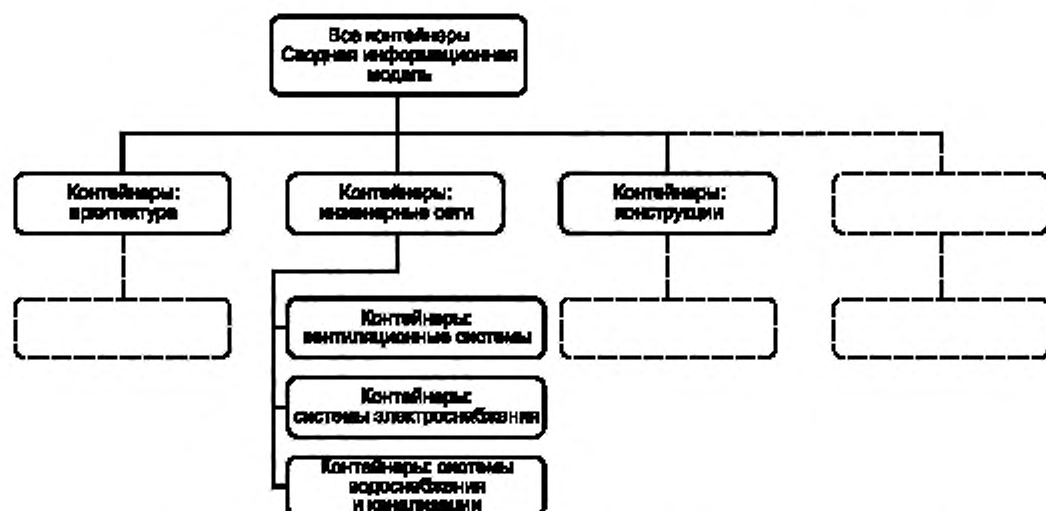 Все контейнеры
Сводная информационная
модель
Контейнеры:
архитектура
Контейнеры:
инженерные сети
Контейнеры:
конструкции
Контейнеры:
вентиляционные системы
Контейнеры:
системы электроснабжения
Контейнеры: системы
водоснабжения
и канализации